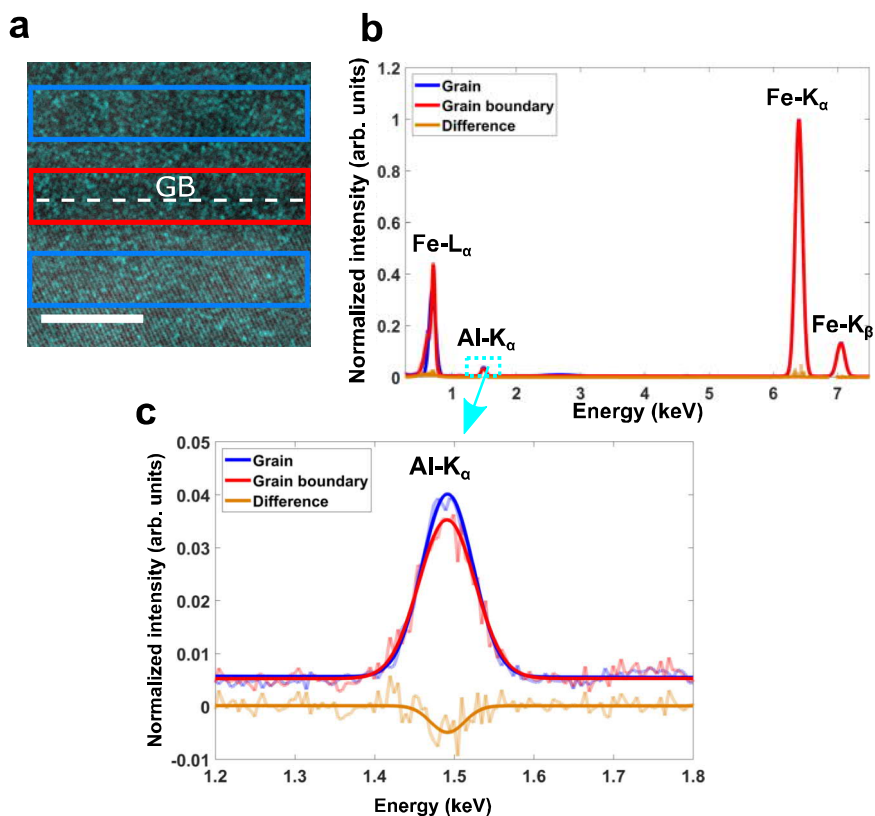 a
GB
b
Normalized intensity (arb. units)
1.2
1
0.8
0.6
0.4
0.2
0
Grain
Grain boundary
Difference
Fe-Lα
Al-Kα
Fe-Kα
Fe-Kβ
1 2 3 4 5 6 7
Energy (keV)
c
Normalized intensity (arb. units)
0.05
0.04
0.03
0.02
0.01
0
-0.01
Grain
Grain boundary
Difference
Al-Kα
1.2 1.3 1.4 1.5 1.6 1.7 1.8
Energy (keV)